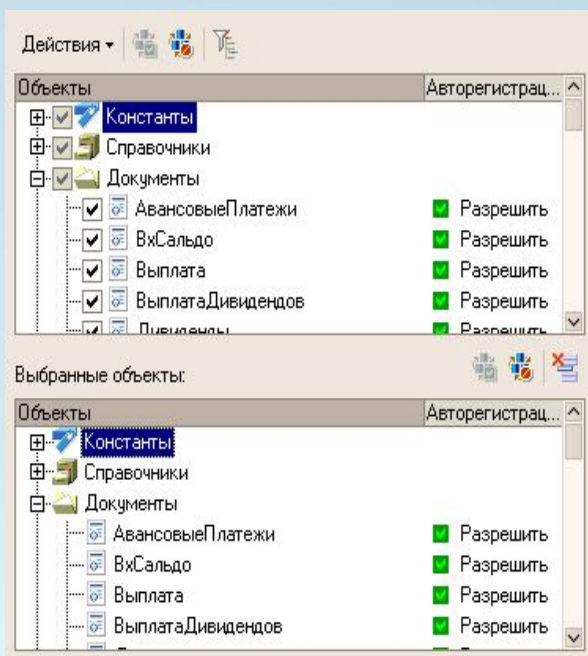 Действия
Объекты Авторегистрац...
Константы
Справочники
Документы
АвансовыеПлатежи Разрешить
ВхСальдо Разрешить
Выплата Разрешить
ВыплатаДивидендов Разрешить
Дивиденды Разрешить
Выбранные объекты:
Объекты Авторегистрац...
Константы
Справочники
Документы
АвансовыеПлатежи Разрешить
ВхСальдо Разрешить
Выплата Разрешить
ВыплатаДивидендов Разрешить